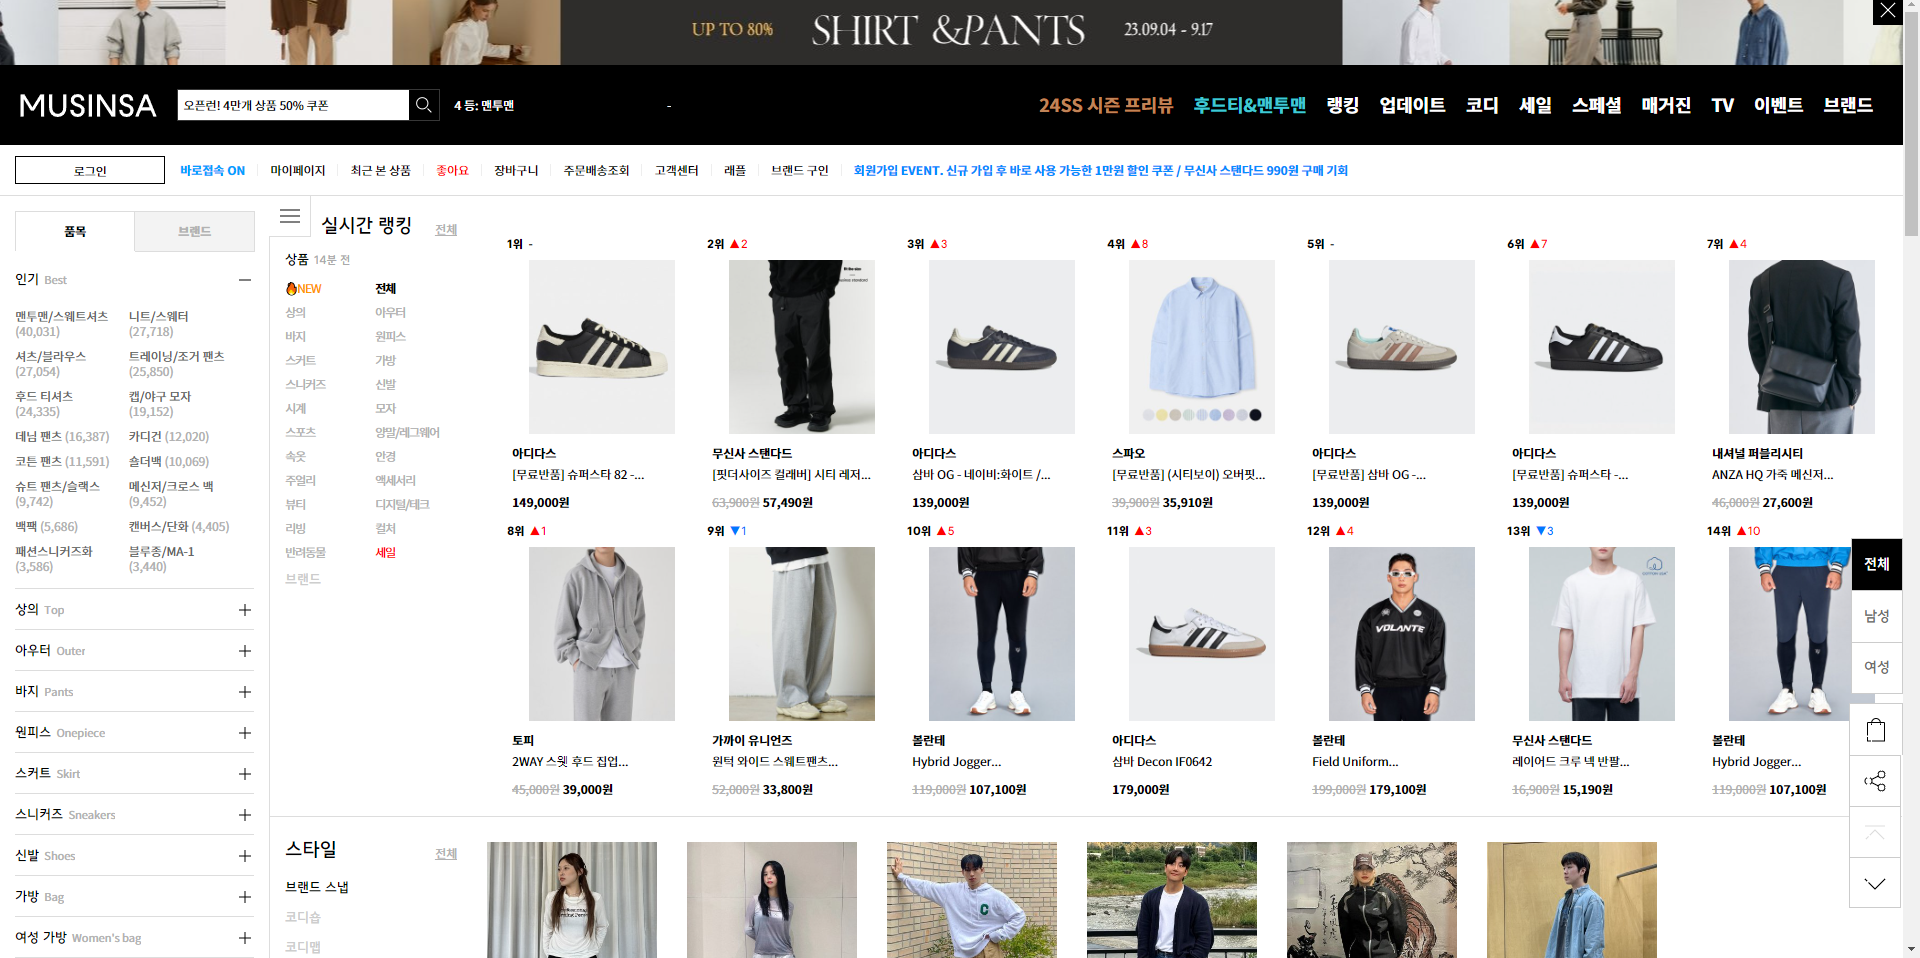 UP TO 80% SHIRT &PANTS 23.09.04 - 9.17
MUSINSA
오픈런! 4만개 상품 50% 쿠폰
4 등: 맨투맨 -
24SS 시즌 프리뷰 후드티&맨투맨 랭킹 업데이트 코디 세일 스페셜 매거진 TV 이벤트 브랜드
로그인 바로접속 ON 마이페이지 최근 본 상품 좋아요 장바구니 주문배송조회 고객센터 래플 브랜드 구인 회원가입 EVENT. 신규 가입 후 바로 사용 가능한 1만원 할인 쿠폰 / 무신사 스탠다드 990원 구매 기회
품목 브랜드
인기 Best
맨투맨/스웨트셔츠 (40,031)
니트/스웨터 (27,718)
셔츠/블라우스 (27,054)
트레이닝/조거 팬츠 (25,850)
후드 티셔츠 (24,335)
캡/야구 모자 (19,152)
데님 팬츠 (16,387)
카디건 (12,020)
코튼 팬츠 (11,591)
숄더백 (10,069)
슈트 팬츠/슬랙스 (9,742)
메신저/크로스 백 (9,452)
백팩 (5,686)
캔버스/단화 (4,405)
패션스니커즈화 (3,586)
블루종/MA-1 (3,440)
상의 Top
아우터 Outer
바지 Pants
원피스 Onepiece
스커트 Skirt
스니커즈 Sneakers
신발 Shoes
가방 Bag
여성 가방 Women's bag
실시간 랭킹 전체
상품 14분 전
NEW 전체
상의 아우터
바지 원피스
스커트 가방
스니커즈 신발
시계 모자
스포츠 양말/레그웨어
속옷 안경
주얼리 액세서리
뷰티 디지털/테크
리빙 컬처
반려동물 세일
브랜드
1위 -
아디다스
[무료반품] 슈퍼스타 82 -...
149,000원
2위 ▲2
무신사 스탠다드
[핏더사이즈 컬래버] 시티 레저...
63,900원 57,490원
3위 ▲3
아디다스
삼바 OG - 네이비:화이트 /...
139,000원
4위 ▲8
스파오
[무료반품] (시티보이) 오버핏...
39,900원 35,910원
5위 -
아디다스
[무료반품] 삼바 OG -...
139,000원
6위 ▲7
아디다스
[무료반품] 슈퍼스타 -...
139,000원
7위 ▲4
내셔널 퍼블리시티
ANZA HQ 가죽 메신저...
46,000원 27,600원
8위 ▲1
토피
2WAY 스웻 후드 집업...
45,000원 39,000원
9위 ▼1
가까이 유니언즈
원턱 와이드 스웨트팬츠...
52,000원 33,800원
10위 ▲5
볼란테
Hybrid Jogger...
119,000원 107,100원
11위 ▲3
아디다스
삼바 Decon IF0642
179,000원
12위 ▲4
VOLANTE
볼란테
Field Uniform...
199,000원 179,100원
13위 ▼3
무신사 스탠다드
레이어드 크루 넥 반팔...
16,900원 15,190원
14위 ▲10
볼란테
Hybrid Jogger...
119,000원 107,100원
전체
남성
여성
스타일 전체
브랜드 스냅
코디숍
코디맵
C